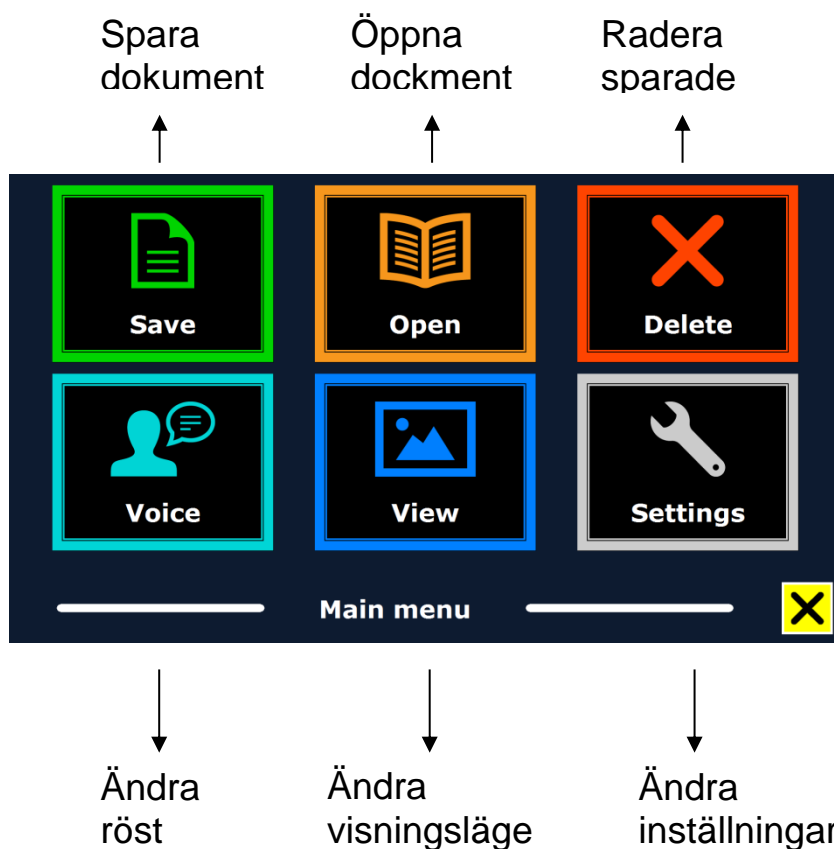 Spara
dokument
Öppna
dockment
Radera
sparade
Save
Open
Delete
Voice
View
Settings
Main menu
Ändra
röst
Ändra
visningsläge
Ändra
inställningar